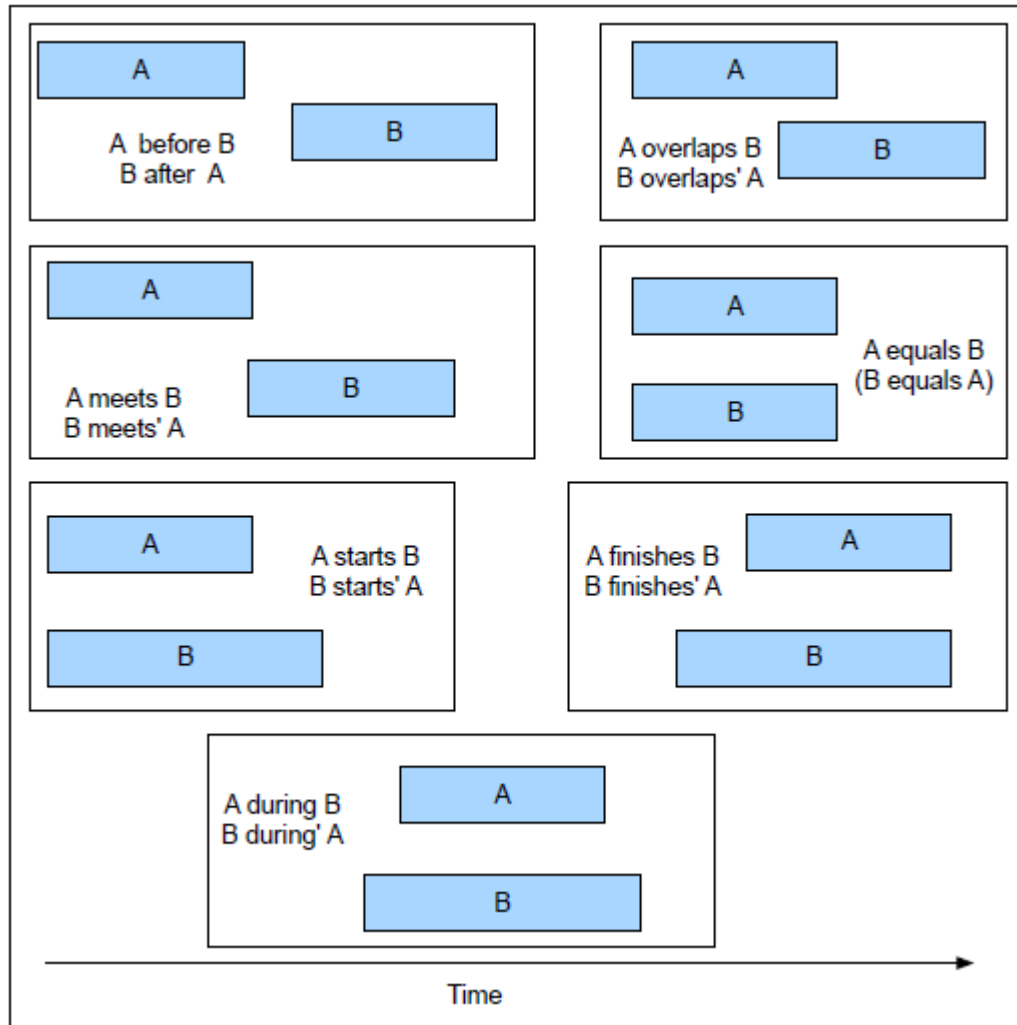 A
B
A before B
B after A
A
B
A overlaps B
B overlaps' A
A
B
A meets B
B meets' A
A
B
A equals B
(B equals A)
A
B
A starts B
B starts' A
A
B
A finishes B
B finishes' A
A
B
A during B
B during' A
Time